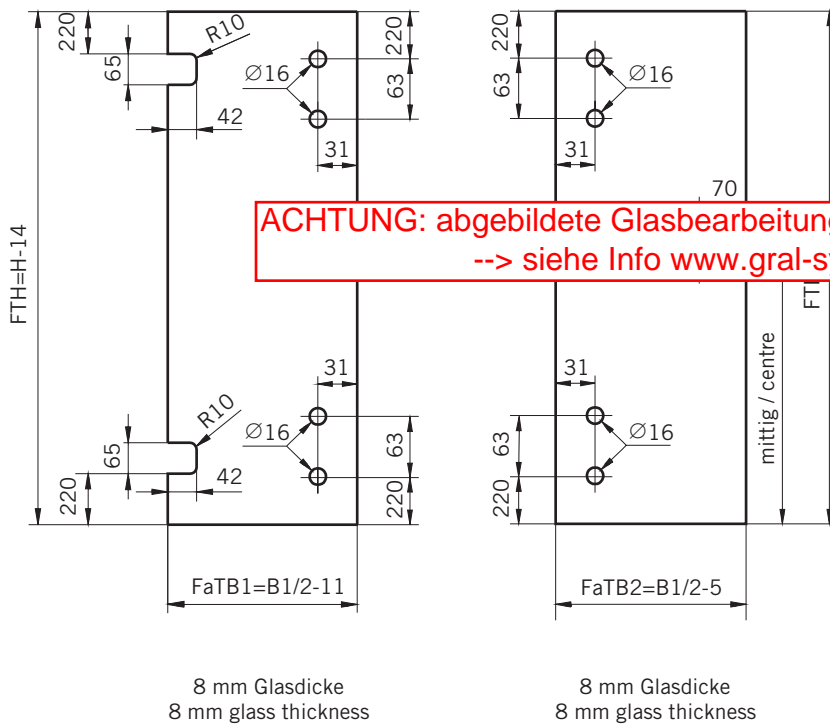 220
R10
65
42
Ø16
220
63
31
220
63
Ø16
31
70
ACHTUNG: abgebildete Glasbearbeitung
--> siehe Info www.gral-sy
FTH=H-14
mittig / centre
31
R10
Ø16
65
42
220
63
220
31
Ø16
63
220
FaTB1=B1/2-11
FaTB2=B1/2-5
8 mm Glasdicke
8 mm glass thickness
8 mm Glasdicke
8 mm glass thickness